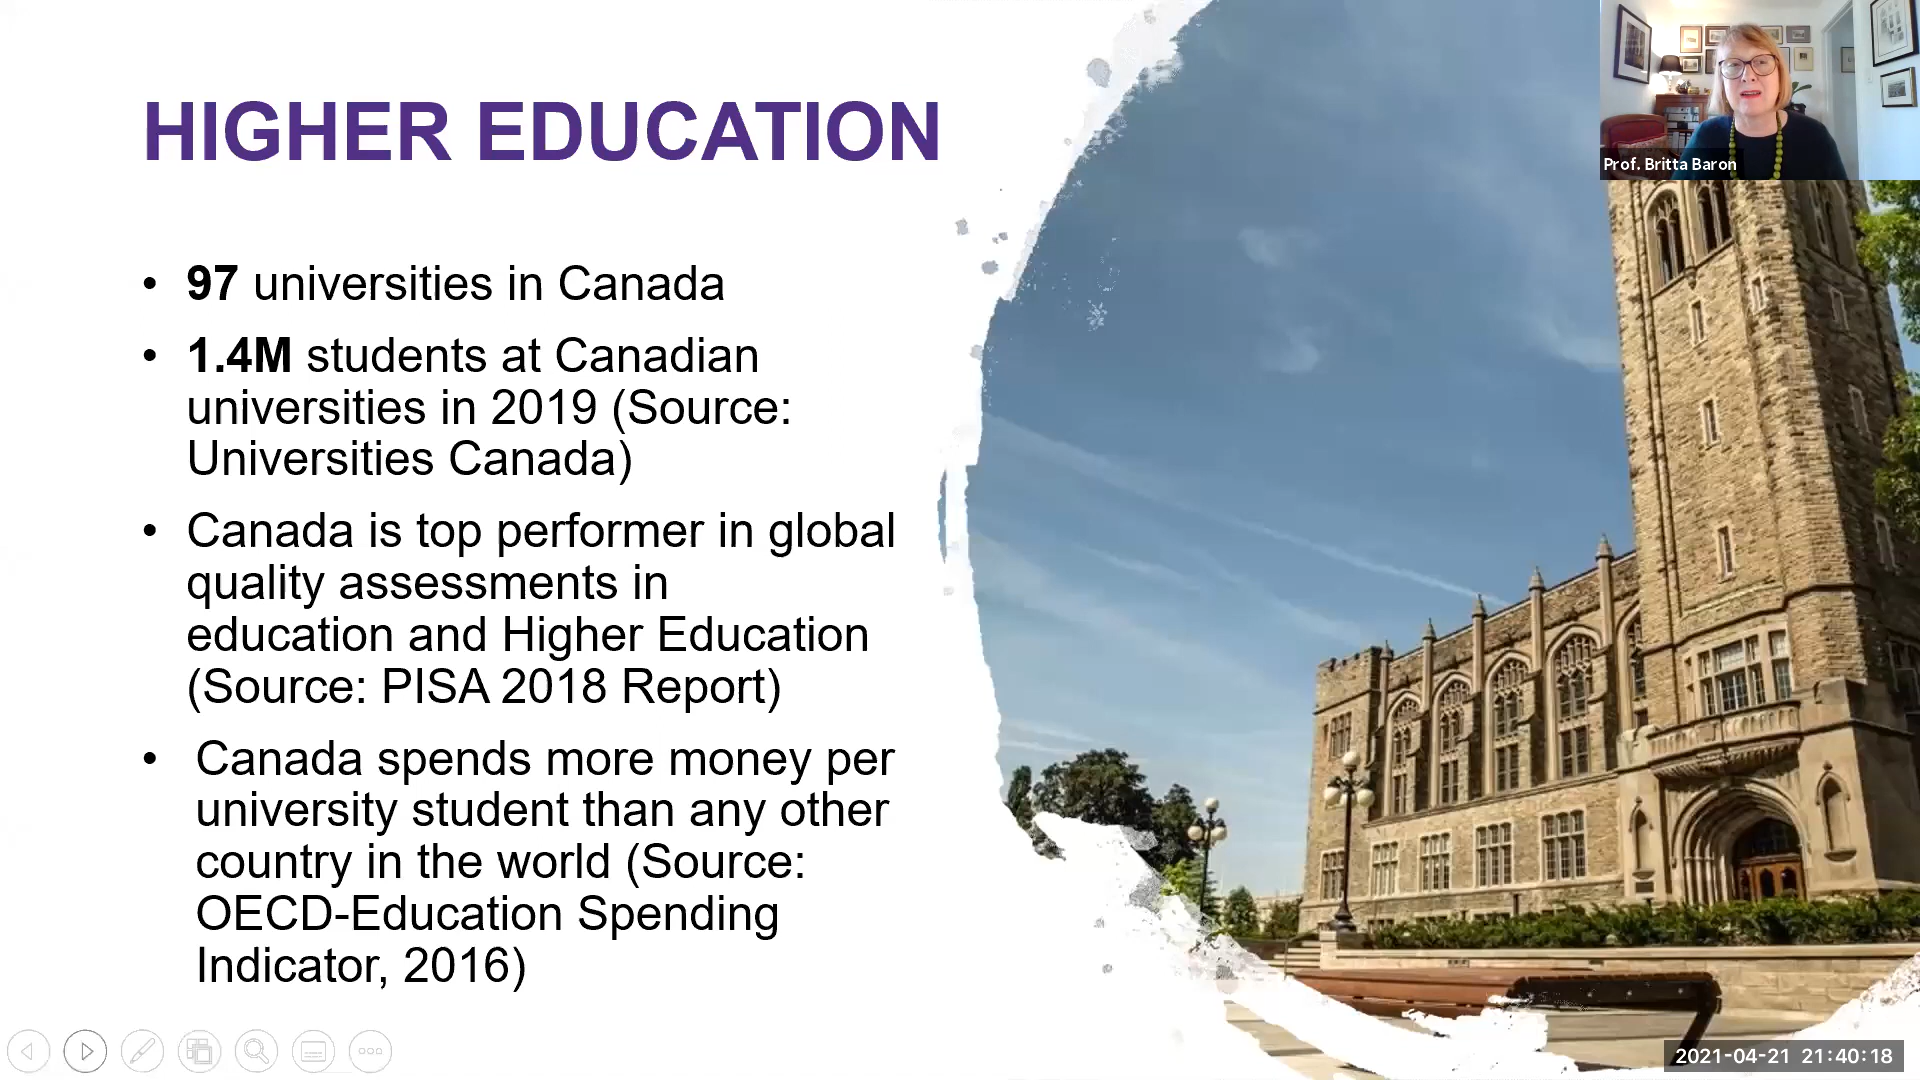 HIGHER EDUCATION
• 97 universities in Canada
• 1.4M students at Canadian
universities in 2019 (Source:
Universities Canada)
• Canada is top performer in global
quality assessments in
education and Higher Education
(Source: PISA 2018 Report)
• Canada spends more money per
university student than any other
country in the world (Source:
OECD-Education Spending
Indicator, 2016)
Prof. Britta Baron
2021-04-21 21:40:18